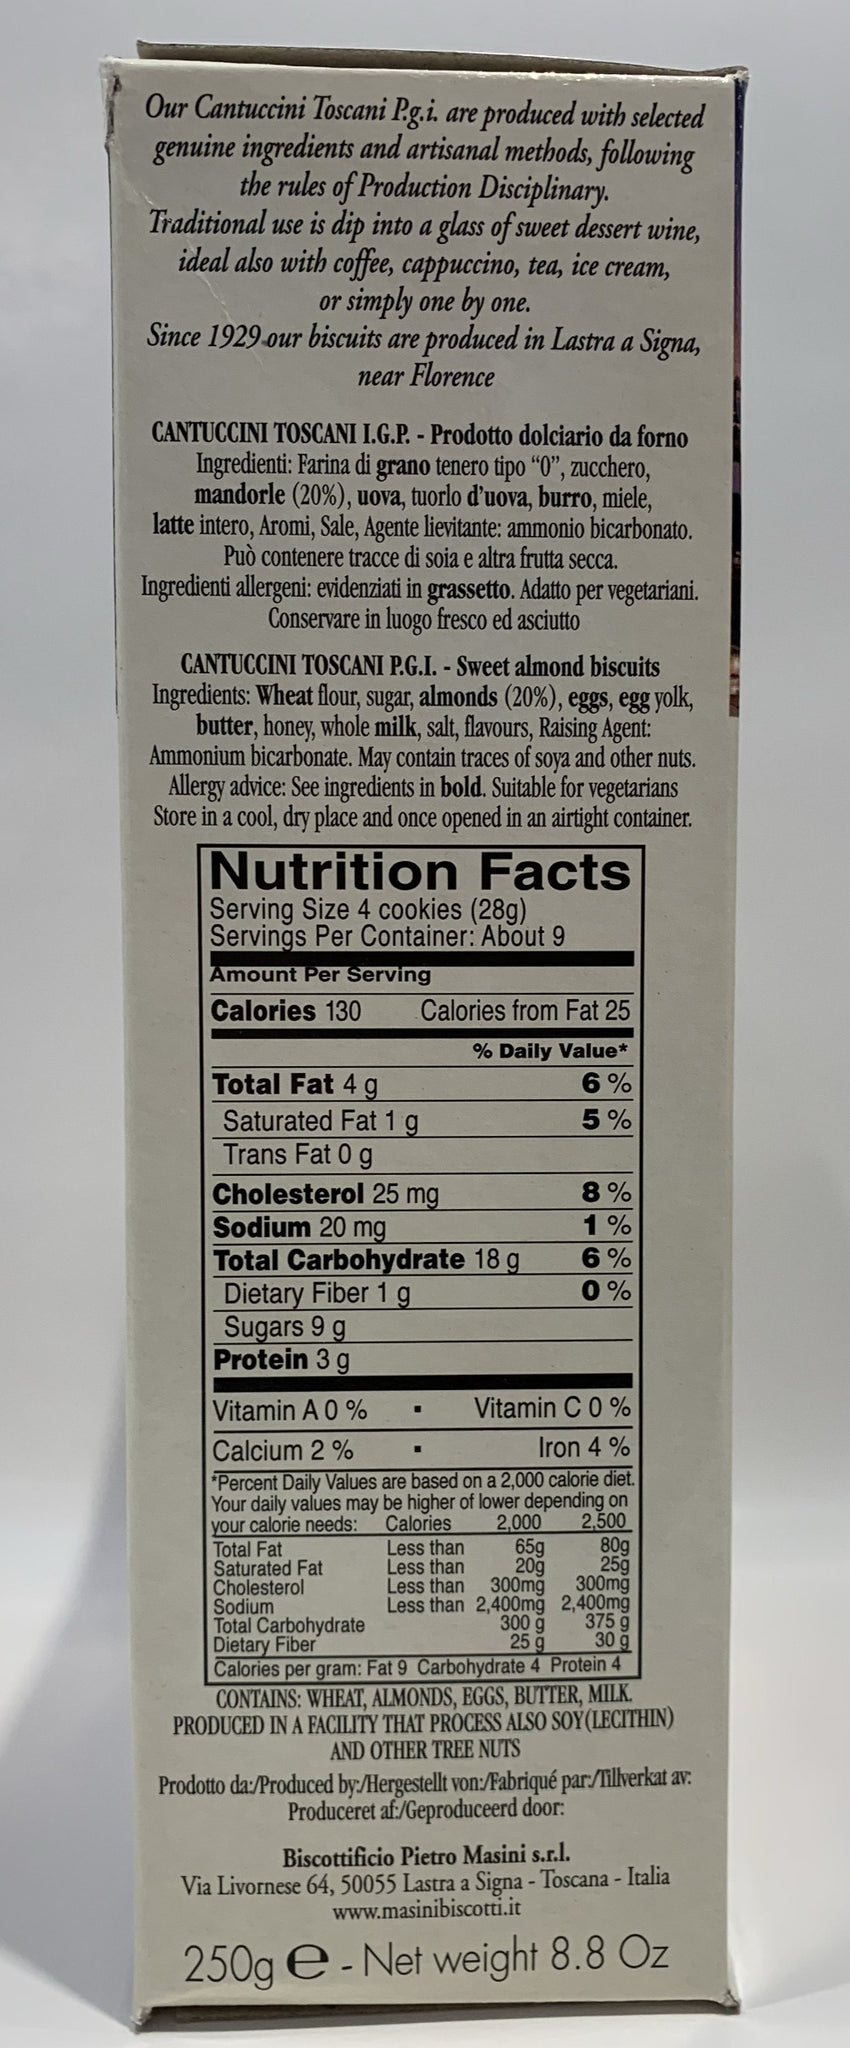 Our Cantuccini Toscani P.g.i. are produced with selected
genuine ingredients and artisanal methods, following
the rules of Production Disciplinary.
Traditional use is dip into a glass of sweet dessert wine,
ideal also with coffee, cappuccino, tea, ice cream,
or simply one by one.
Since 1929 our biscuits are produced in Lastra a Signa,
near Florence
CANTUCCINI TOSCANI I.G.P. - Prodotto dolciario da forno
Ingredienti: Farina di grano tenero tipo “0”, zucchero,
mandorle (20%), uova, tuorlo d'uova, burro, miele,
latte intero, Aromi, Sale, Agente lievitante: ammonio bicarbonato.
Può contenere tracce di soia e altra frutta secca.
Ingredienti allergeni: evidenziati in grassetto. Adatto per vegetariani.
Conservare in luogo fresco ed asciutto
CANTUCCINI TOSCANI P.G.I. - Sweet almond biscuits
Ingredients: Wheat flour, sugar, almonds (20%), eggs, egg yolk,
butter, honey, whole milk, salt, flavours, Raising Agent:
Ammonium bicarbonate. May contain traces of soya and other nuts.
Allergy advice: See ingredients in bold. Suitable for vegetarians
Store in a cool, dry place and once opened in an airtight container.
Nutrition Facts
Serving Size 4 cookies (28g)
Servings Per Container: About 9
Amount Per Serving
Calories 130 Calories from Fat 25
% Daily Value*
Total Fat 4 g 6 %
Saturated Fat 1 g 5 %
Trans Fat 0 g
Cholesterol 25 mg 8 %
Sodium 20 mg 1 %
Total Carbohydrate 18 g 6 %
Dietary Fiber 1 g 0 %
Sugars 9 g
Protein 3 g
Vitamin A 0 % ▪ Vitamin C 0 %
Calcium 2 % ▪ Iron 4 %
*Percent Daily Values are based on a 2,000 calorie diet.
Your daily values may be higher of lower depending on
your calorie needs: Calories 2,000 2,500
Total Fat Less than 65g 80g
Saturated Fat Less than 20g 25g
Cholesterol Less than 300mg 300mg
Sodium Less than 2,400mg 2,400mg
Total Carbohydrate 300 g 375 g
Dietary Fiber 25 g 30 g
Calories per gram: Fat 9 Carbohydrate 4 Protein 4
CONTAINS: WHEAT, ALMONDS, EGGS, BUTTER, MILK.
PRODUCED IN A FACILITY THAT PROCESS ALSO SOY(LECITHIN)
AND OTHER TREE NUTS
Prodotto da:/Produced by:/Hergestellt von:/Fabriqué par:/Tillverkat av:
Produceret af:/Geproduceerd door:
Biscottificio Pietro Masini s.r.l.
Via Livornese 64, 50055 Lastra a Signa - Toscana - Italia
www.masinibiscotti.it
250g e - Net weight 8.8 Oz